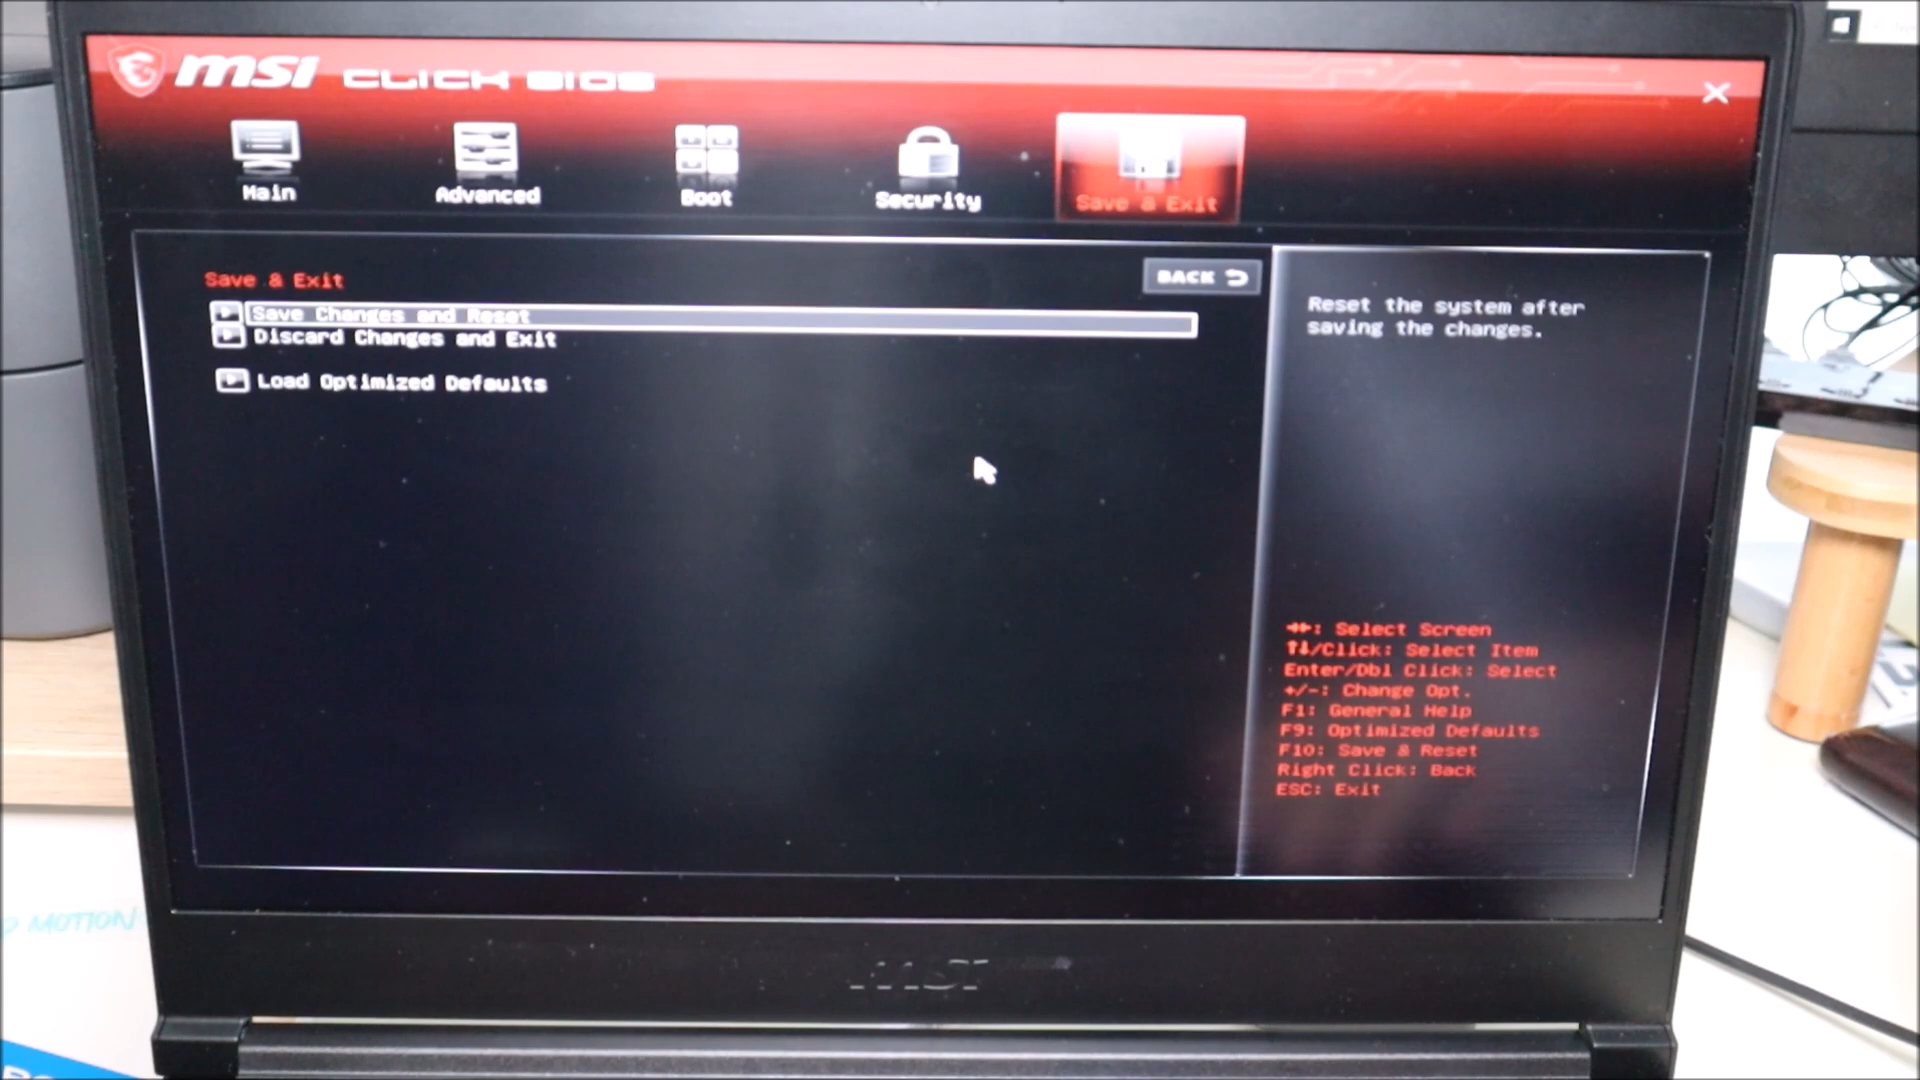 msi CLICK BIOS
Main
Advanced
Boot
Security
Save & Exit
Save & Exit
BACK
Save Changes and Reset
Discard Changes and Exit
Load Optimized Defaults
Reset the system after
saving the changes.
→←: Select Screen
↑↓/Click: Select Item
Enter/Dbl Click: Select
+/-: Change Opt.
F1: General Help
F9: Optimized Defaults
F10: Save & Reset
Right Click: Back
ESC: Exit
MOTION
msi